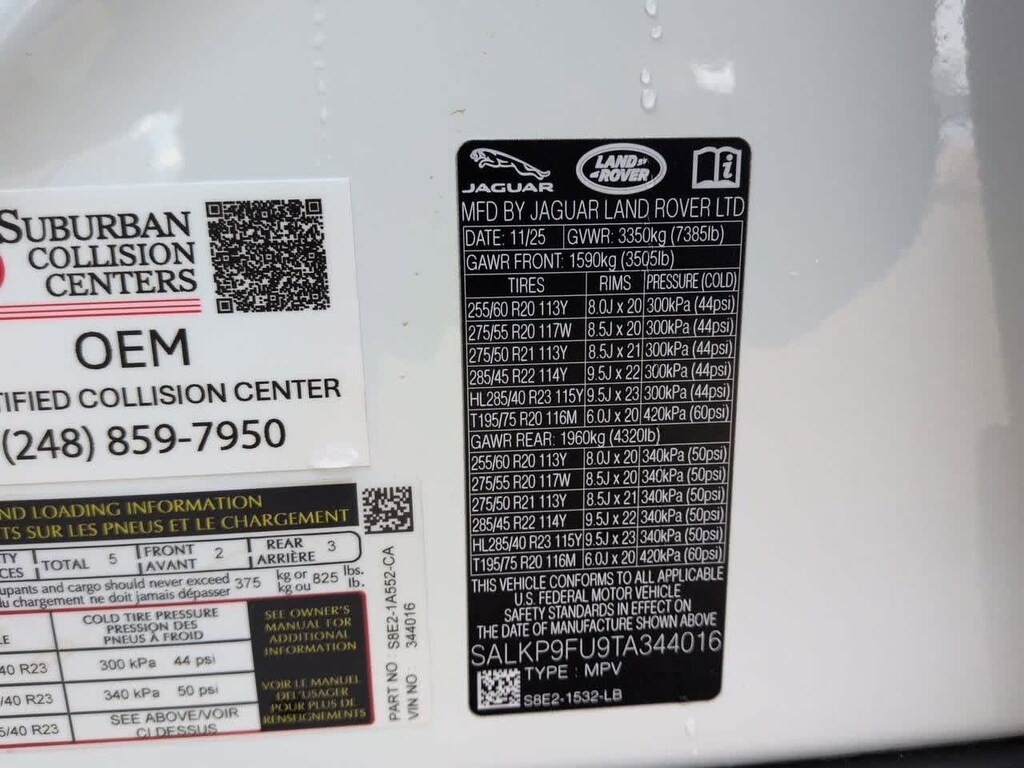 SUBURBAN
COLLISION
CENTERS
OEM
TIFIED COLLISION CENTER
(248) 859-7950
ND LOADING INFORMATION
TS SUR LES PNEUS ET LE CHARGEMENT
TY
CES
TOTAL 5
FRONT
AVANT 2
REAR
ARRIÈRE 3
upants and cargo should never exceed 375 kg or 825 lbs.
du chargement ne doit jamais dépasser kg ou lb.
COLD TIRE PRESSURE
PRESSION DES
PNEUS À FROID
/40 R23 300 kPa 44 psi
/40 R23 340 kPa 50 psi
5/40 R23 SEE ABOVE/VOIR
CI DESSUS
SEE OWNER'S
MANUAL FOR
ADDITIONAL
INFORMATION
VOIR LE MANUEL
DE L'USAGER
POUR PLUS DE
RENSEIGNEMENTS
PART NO : S8E2-1A552-CA
VIN NO : 344016
JAGUAR
LAND ROVER
MFD BY JAGUAR LAND ROVER LTD
DATE: 11/25 GVWR: 3350kg (7385lb)
GAWR FRONT: 1590kg (3505lb)
TIRES RIMS PRESSURE (COLD)
255/60 R20 113Y 8.0J x 20 300kPa (44psi)
275/55 R20 117W 8.5J x 20 300kPa (44psi)
275/50 R21 113Y 8.5J x 21 300kPa (44psi)
285/45 R22 114Y 9.5J x 22 300kPa (44psi)
HL285/40 R23 115Y 9.5J x 23 300kPa (44psi)
T195/75 R20 116M 6.0J x 20 420kPa (60psi)
GAWR REAR: 1960kg (4320lb)
255/60 R20 113Y 8.0J x 20 340kPa (50psi)
275/55 R20 117W 8.5J x 20 340kPa (50psi)
275/50 R21 113Y 8.5J x 21 340kPa (50psi)
285/45 R22 114Y 9.5J x 22 340kPa (50psi)
HL285/40 R23 115Y 9.5J x 23 340kPa (50psi)
T195/75 R20 116M 6.0J x 20 420kPa (60psi)
THIS VEHICLE CONFORMS TO ALL APPLICABLE
U.S. FEDERAL MOTOR VEHICLE
SAFETY STANDARDS IN EFFECT ON
THE DATE OF MANUFACTURE SHOWN ABOVE
SALKP9FU9TA344016
TYPE : MPV
S8E2-1532-LB